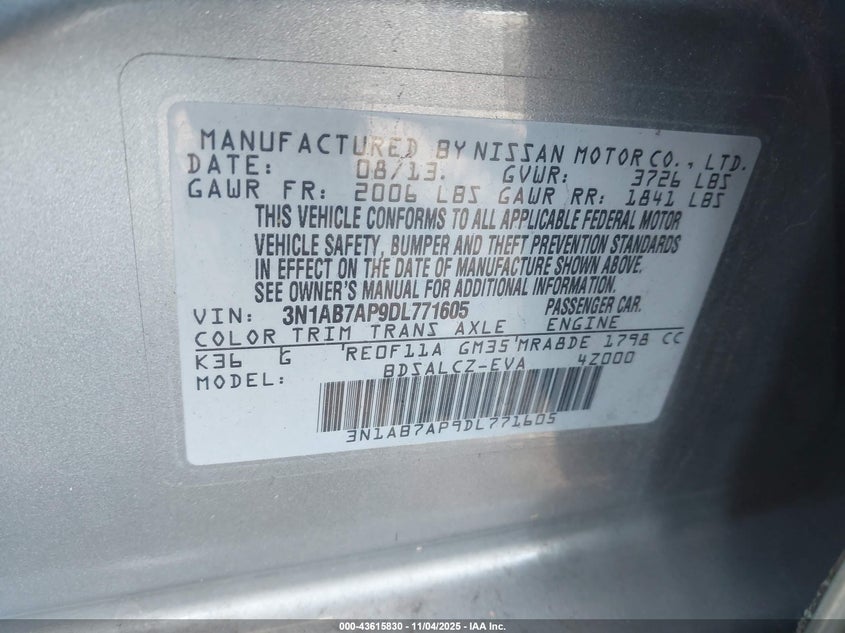 MANUFACTURED BY NISSAN MOTOR CO., LTD.
DATE: 08/13. GVWR: 3726 LBS
GAWR FR: 2006 LBS GAWR RR: 1841 LBS
THIS VEHICLE CONFORMS TO ALL APPLICABLE FEDERAL MOTOR
VEHICLE SAFETY, BUMPER AND THEFT PREVENTION STANDARDS
IN EFFECT ON THE DATE OF MANUFACTURE SHOWN ABOVE.
SEE OWNER'S MANUAL FOR ADDITIONAL INFORMATION.
VIN: 3N1AB7AP9DL771605 PASSENGER CAR.
COLOR TRIM TRANS AXLE ENGINE
K36 G RE0F11A GM35 MRA8DE 1798 CC
MODEL: BDSALCZ-EVA 4Z000
3N1AB7AP9DL771605
000-43615830 - 11/04/2025 - IAA Inc.